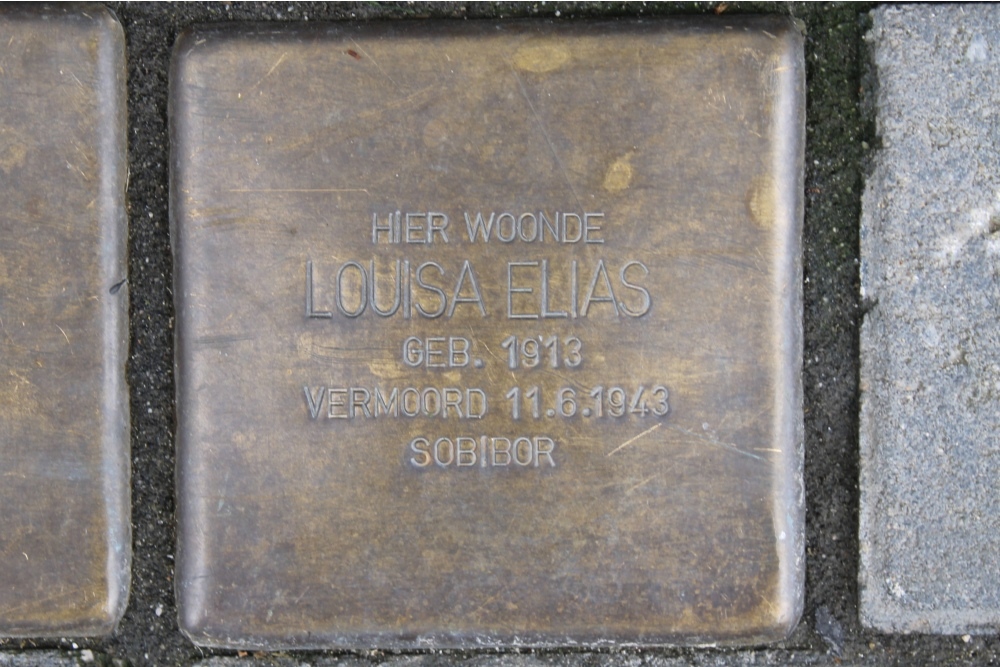 HIER WOONDE
LOUISA ELIAS
GEB. 1913
VERMOORD 11.6.1943
SOBIBOR